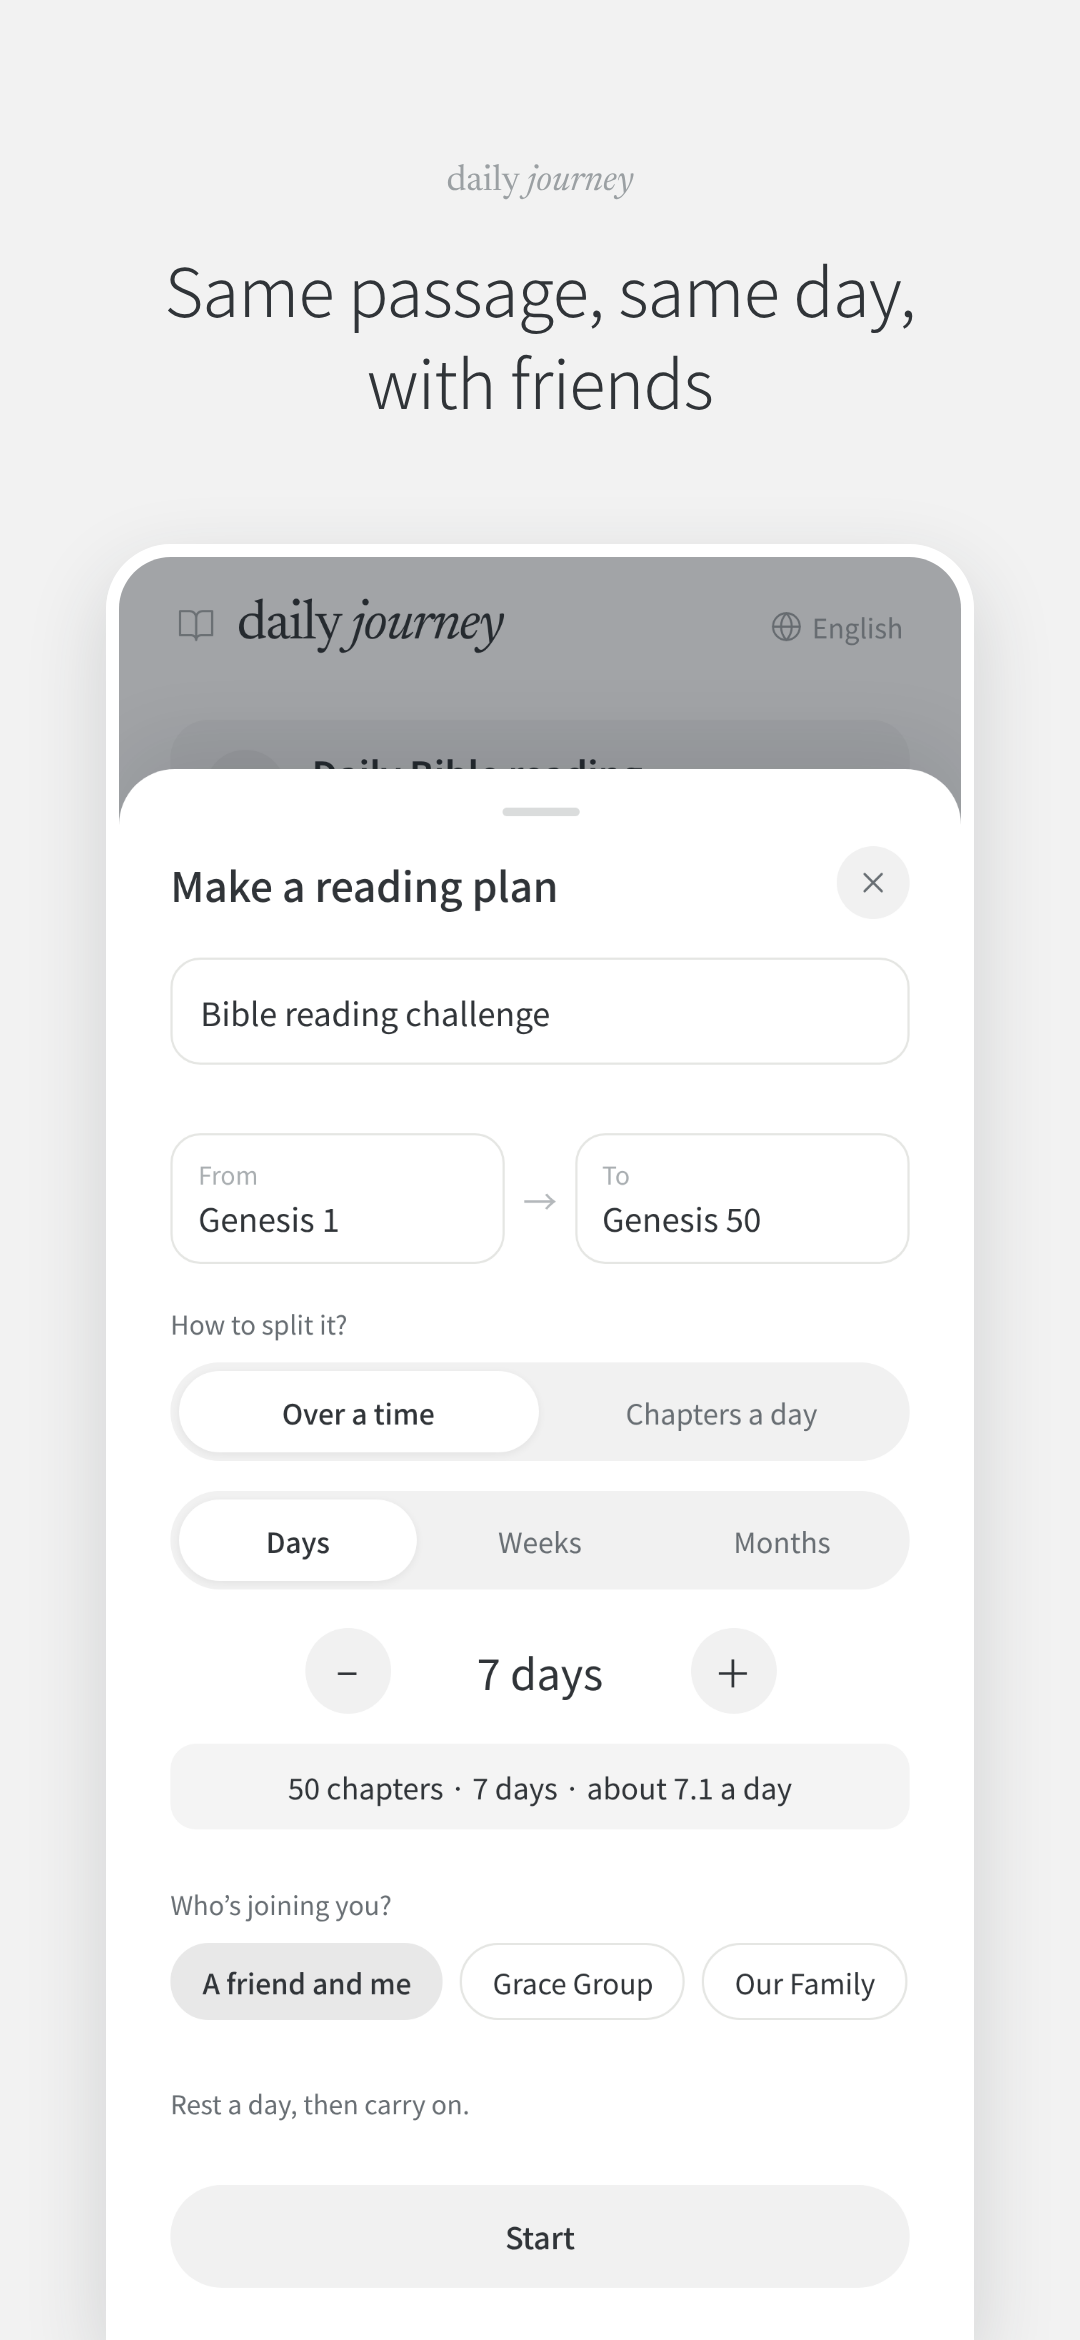 daily journey
Same passage, same day,
with friends
daily journey
English
Daily Bible reading
Make a reading plan
Bible reading challenge
From
Genesis 1
→
To
Genesis 50
How to split it?
Over a time
Chapters a day
Days
Weeks
Months
−
7 days
+
50 chapters · 7 days · about 7.1 a day
Who’s joining you?
A friend and me
Grace Group
Our Family
Rest a day, then carry on.
Start